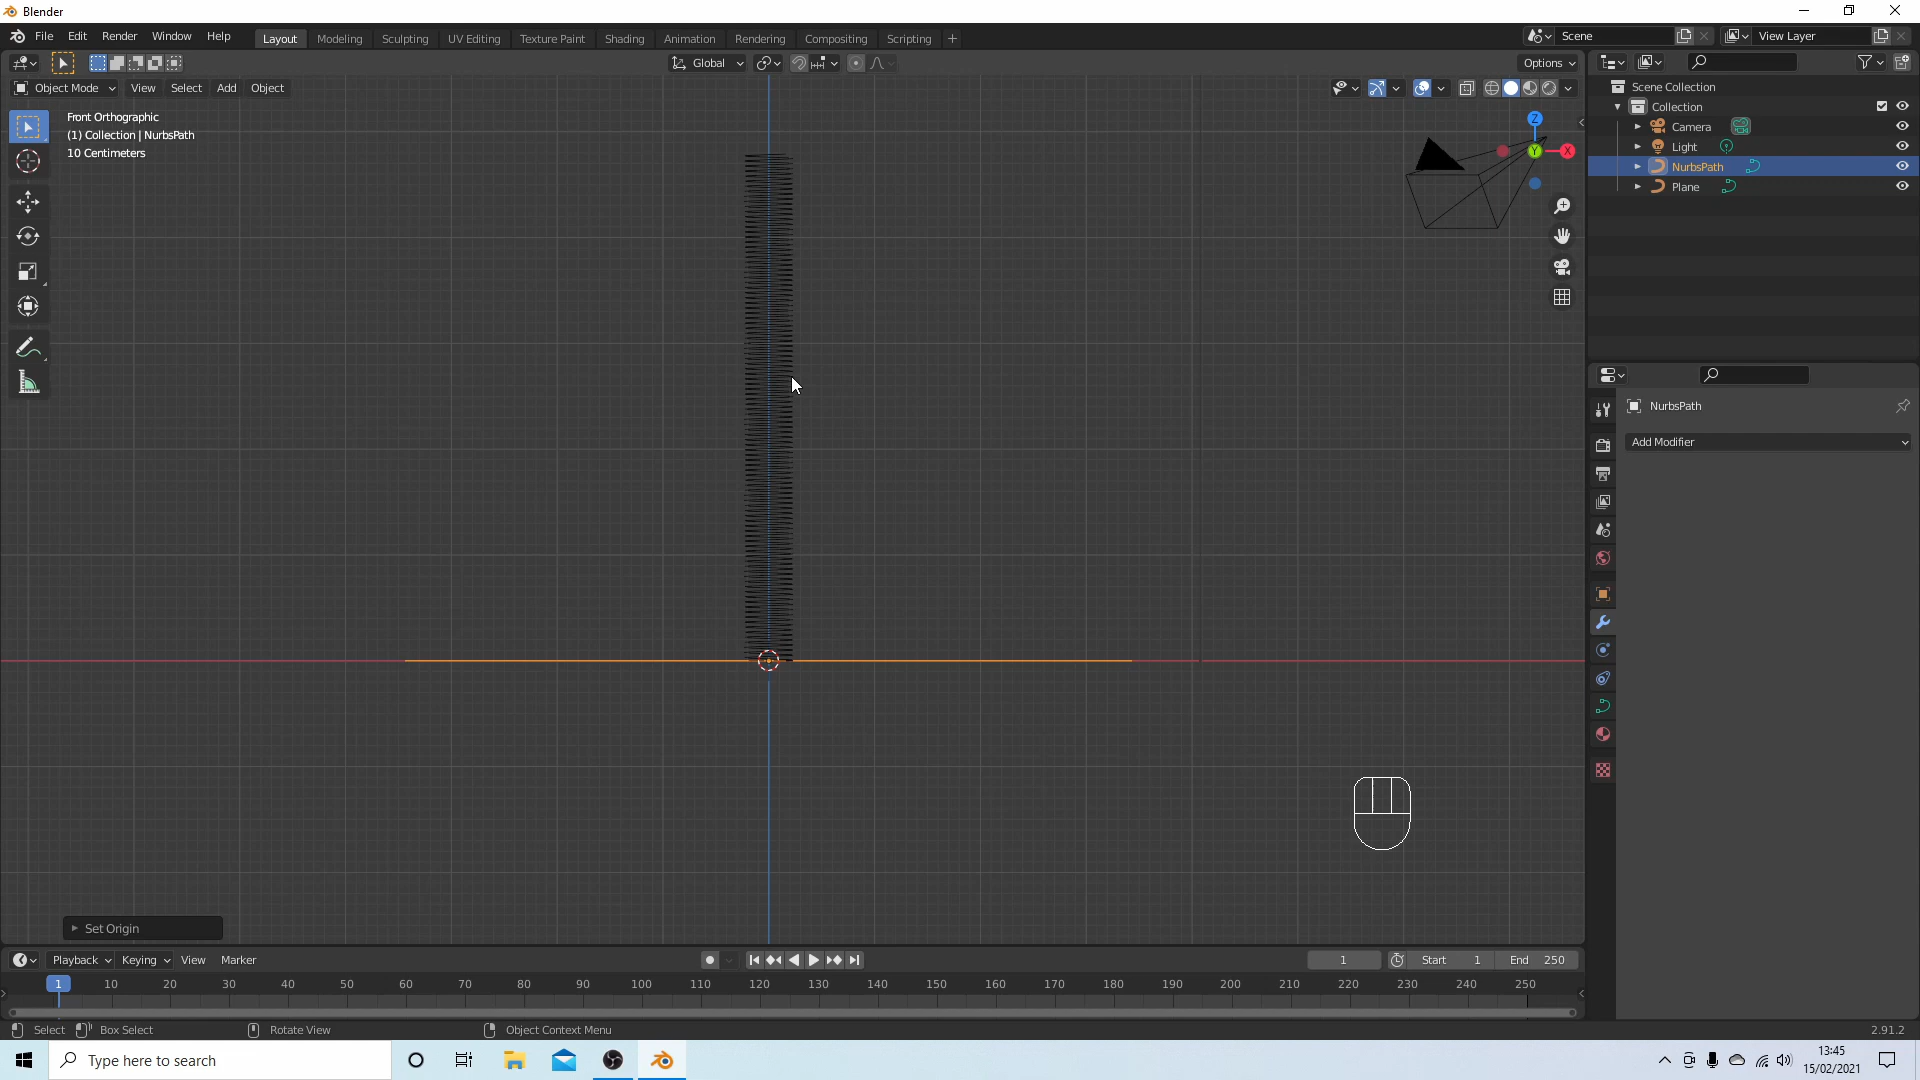 Blender
File Edit Render Window Help Layout Modeling Sculpting UV Editing Texture Paint Shading Animation Rendering Compositing Scripting + Scene View Layer
Global Options
Object Mode View Select Add Object
Front Orthographic
(1) Collection | NurbsPath
10 Centimeters
Z
Y
X
Scene Collection
Collection
Camera
Light
NurbsPath
Plane
NurbsPath
Add Modifier
Set Origin
Playback Keying View Marker 1 Start 1 End 250
1 10 20 30 40 50 60 70 80 90 100 110 120 130 140 150 160 170 180 190 200 210 220 230 240 250
Select Box Select Rotate View Object Context Menu 2.91.2
Type here to search
13:45
15/02/2021